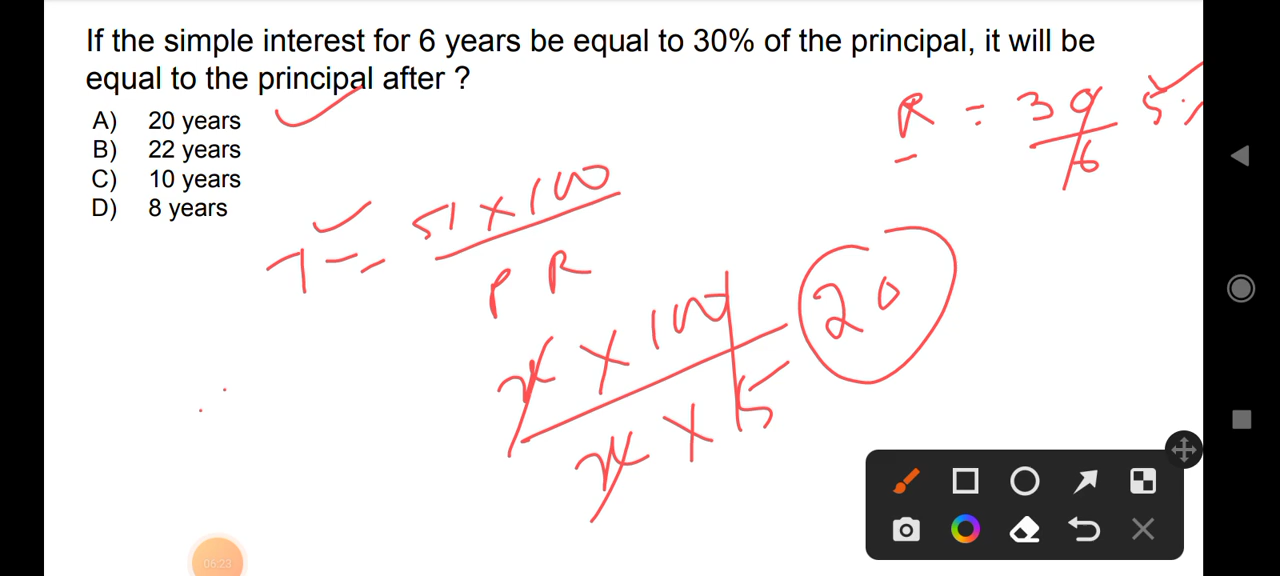 If the simple interest for 6 years be equal to 30% of the principal, it will be
equal to the principal after ?
A) 20 years
B) 22 years
C) 10 years
D) 8 years
R = 30/6 5%
T = SI × 100 / P R
x × 100 / x × 5 = 20
06:23